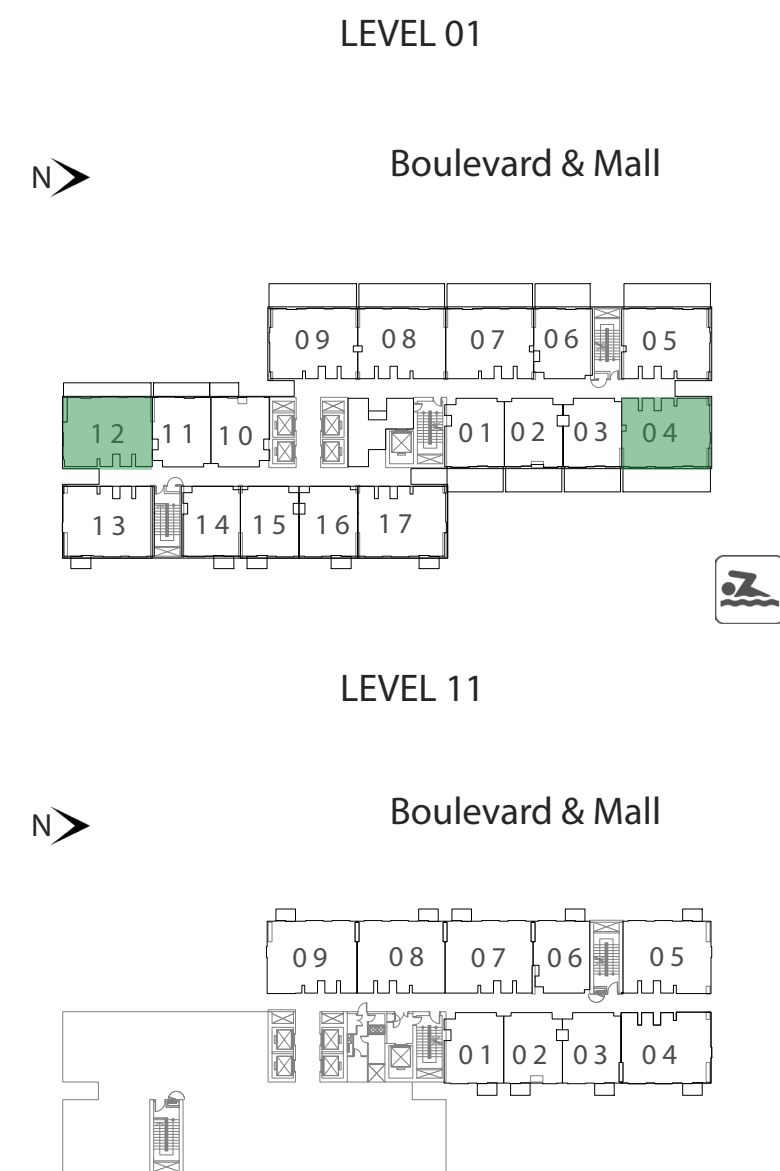 LEVEL 01
N
Boulevard & Mall
09 08 07 06 05
12 11 10 01 02 03 04
13 14 15 16 17
LEVEL 11
N
Boulevard & Mall
09 08 07 06 05
01 02 03 04